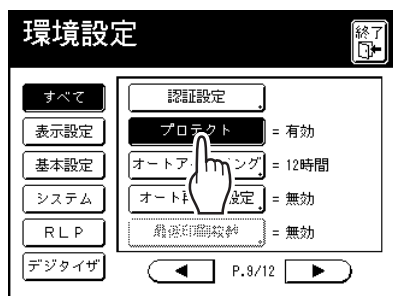 環境設定
終了
すべて
認証設定
表示設定
プロテクト
= 有効
基本設定
オートア
ング
= 12時間
システム
オート
設定
= 無効
RLP
= 無効
デジタイザ
P.9/12